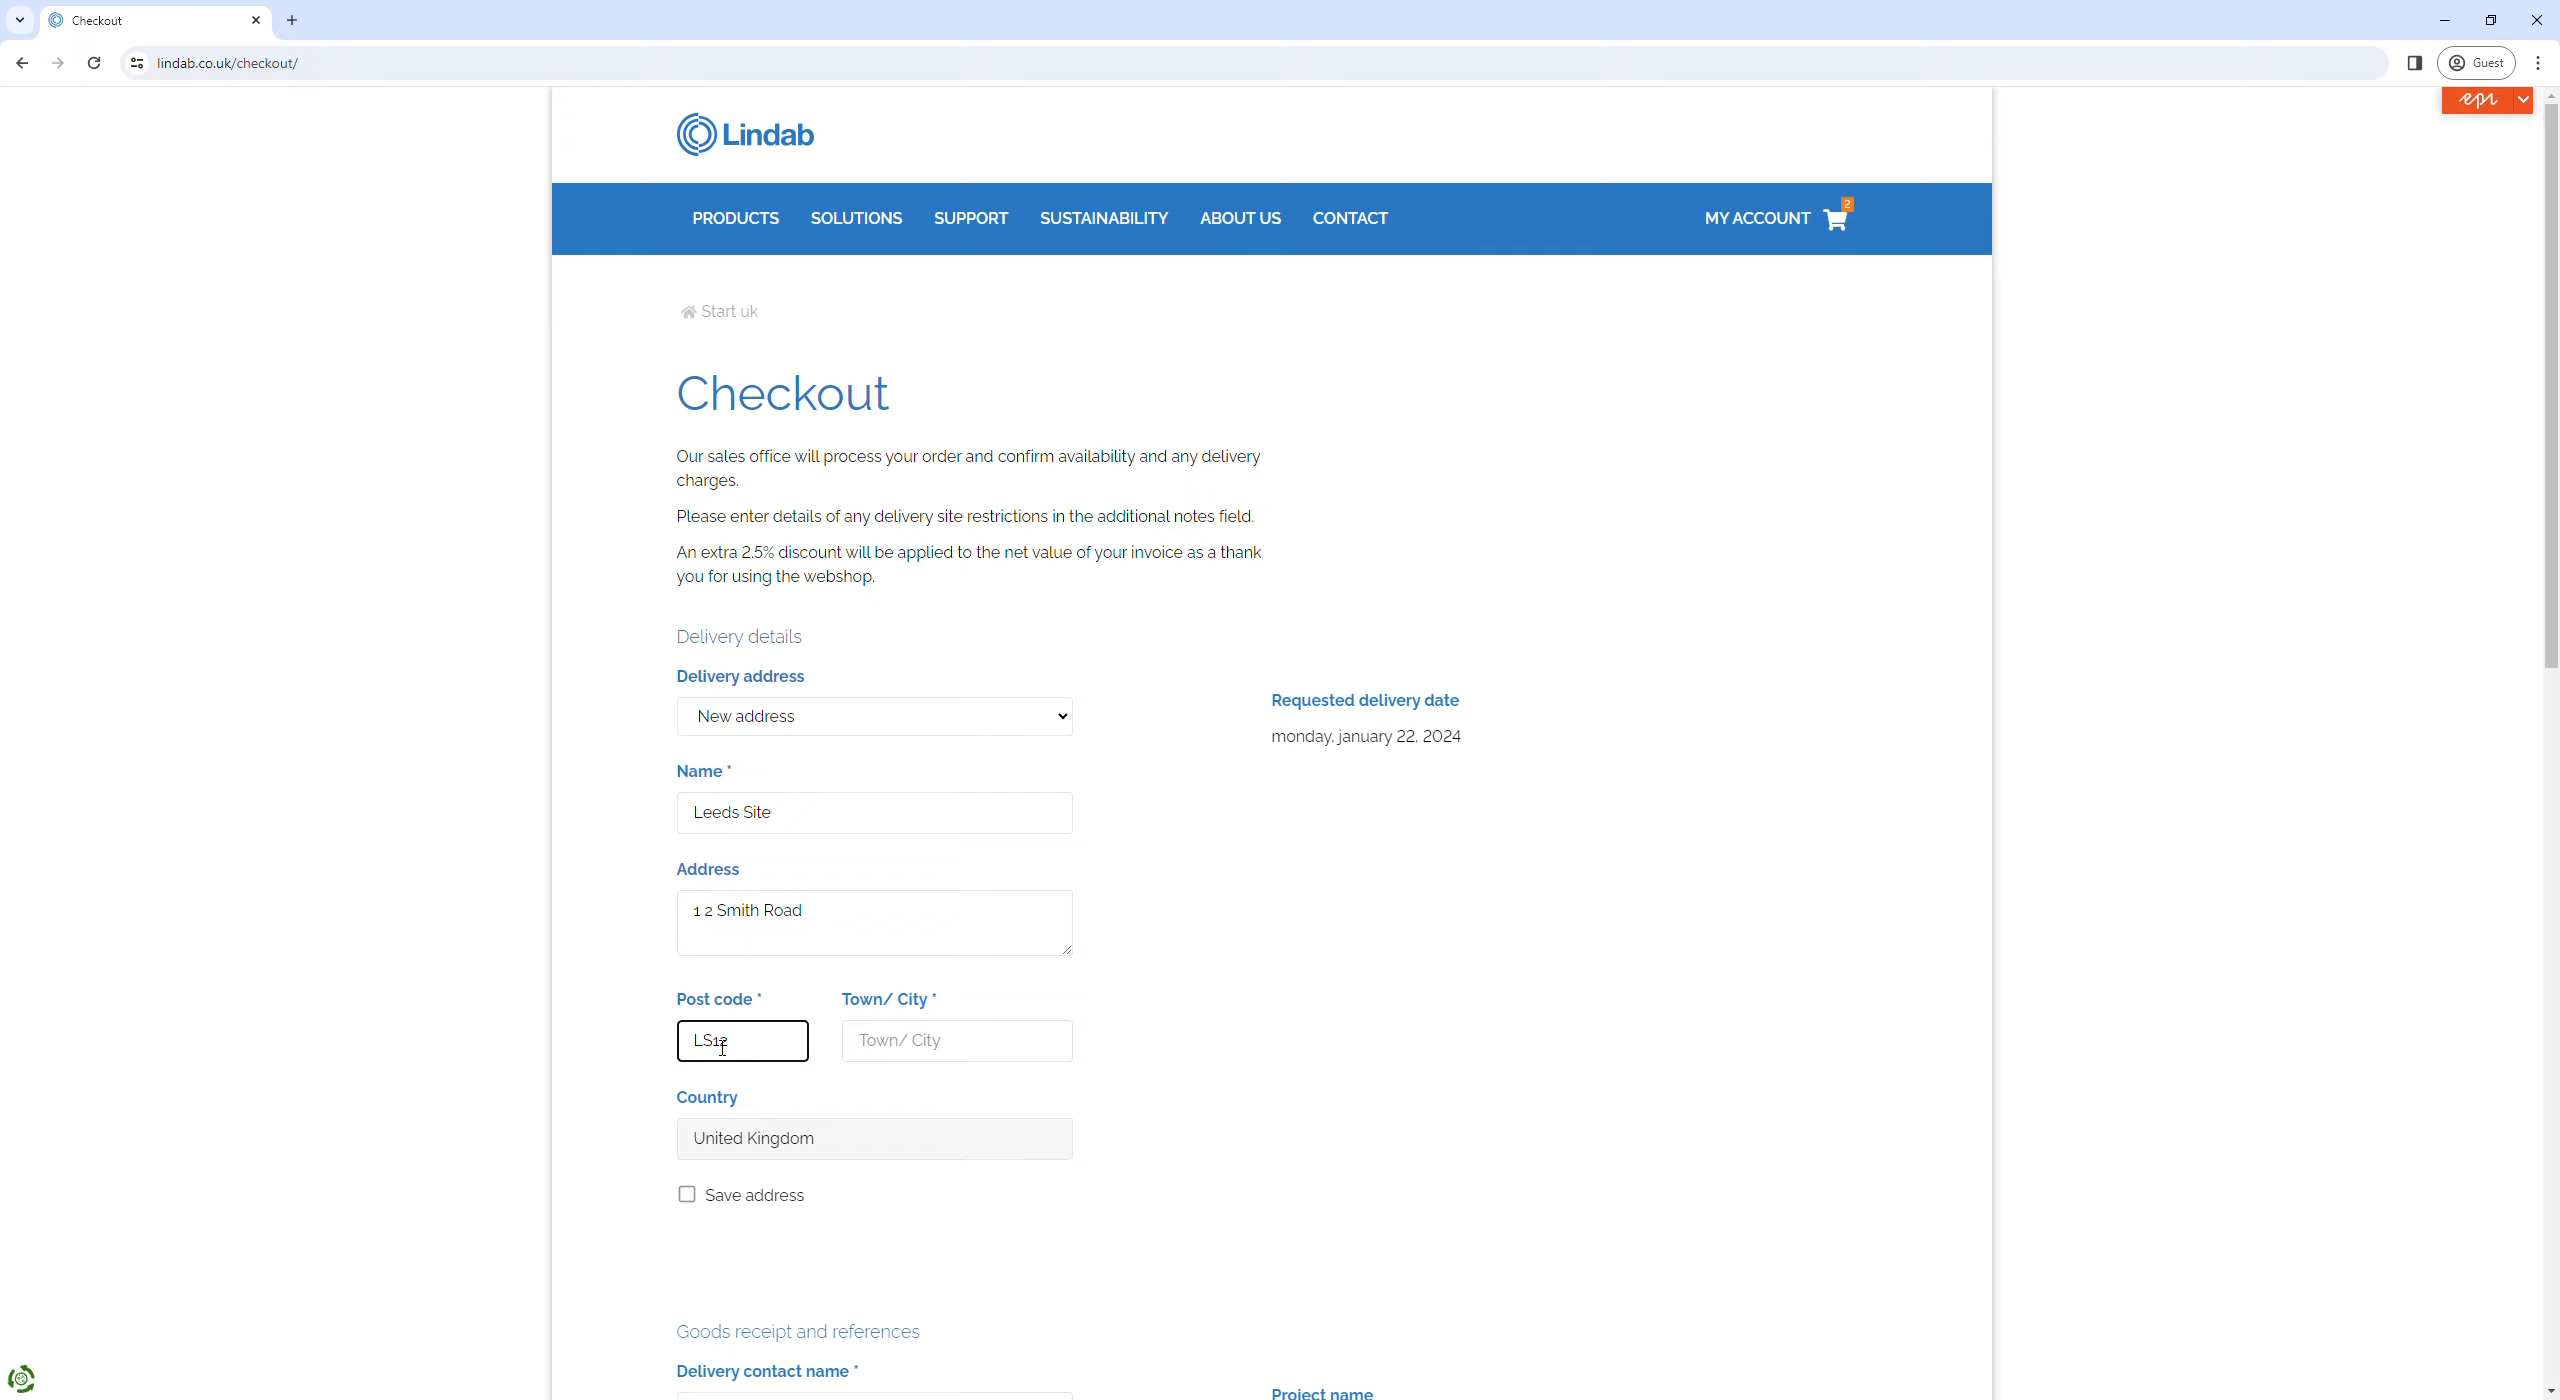 Checkout
lindab.co.uk/checkout/
Guest
epi
Lindab
PRODUCTS SOLUTIONS SUPPORT SUSTAINABILITY ABOUT US CONTACT MY ACCOUNT 2
Start uk
Checkout
Our sales office will process your order and confirm availability and any delivery
charges.
Please enter details of any delivery site restrictions in the additional notes field.
An extra 2.5% discount will be applied to the net value of your invoice as a thank
you for using the webshop.
Delivery details
Delivery address
New address
Requested delivery date
monday, january 22, 2024
Name *
Leeds Site
Address
1 2 Smith Road
Post code * Town/ City *
LS12 Town/ City
Country
United Kingdom
Save address
Goods receipt and references
Delivery contact name *
Project name